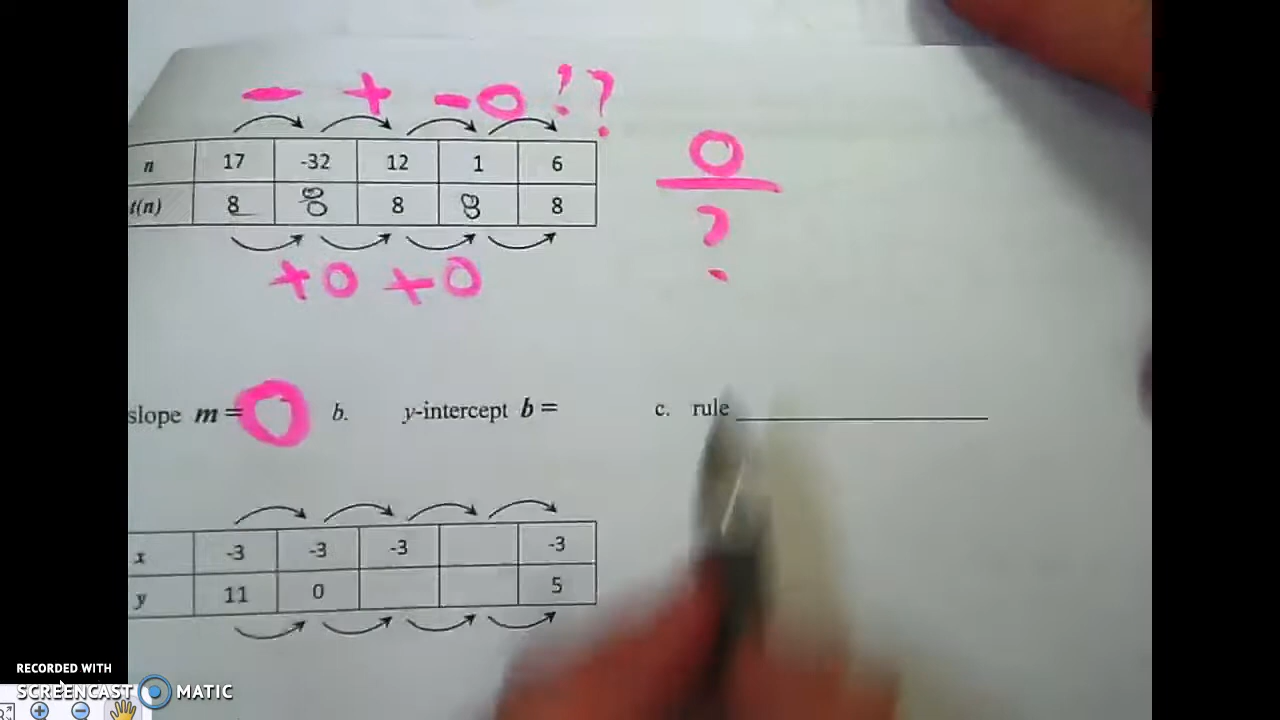 - + - 0 ! ?
n 17 -32 12 1 6
t(n) 8 8 8 8 8
+0 +0
0
?
slope m = 0 b. y-intercept b = c. rule
x -3 -3 -3 -3
y 11 0 5
RECORDED WITH
SCREENCAST MATIC